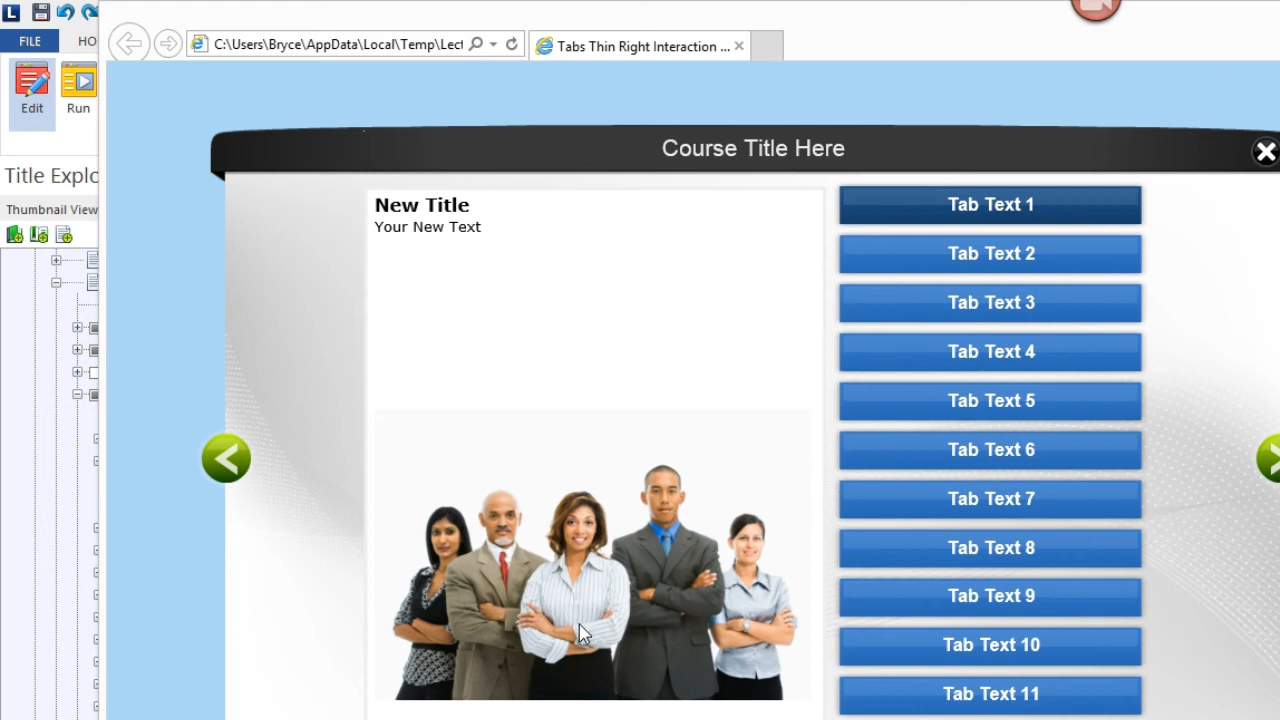 L
FILE
HO
C:\Users\Bryce\AppData\Local\Temp\Lect
Tabs Thin Right Interaction ...
Edit
Run
Title Explo
Thumbnail View
Course Title Here
New Title
Your New Text
Tab Text 1
Tab Text 2
Tab Text 3
Tab Text 4
Tab Text 5
Tab Text 6
Tab Text 7
Tab Text 8
Tab Text 9
Tab Text 10
Tab Text 11